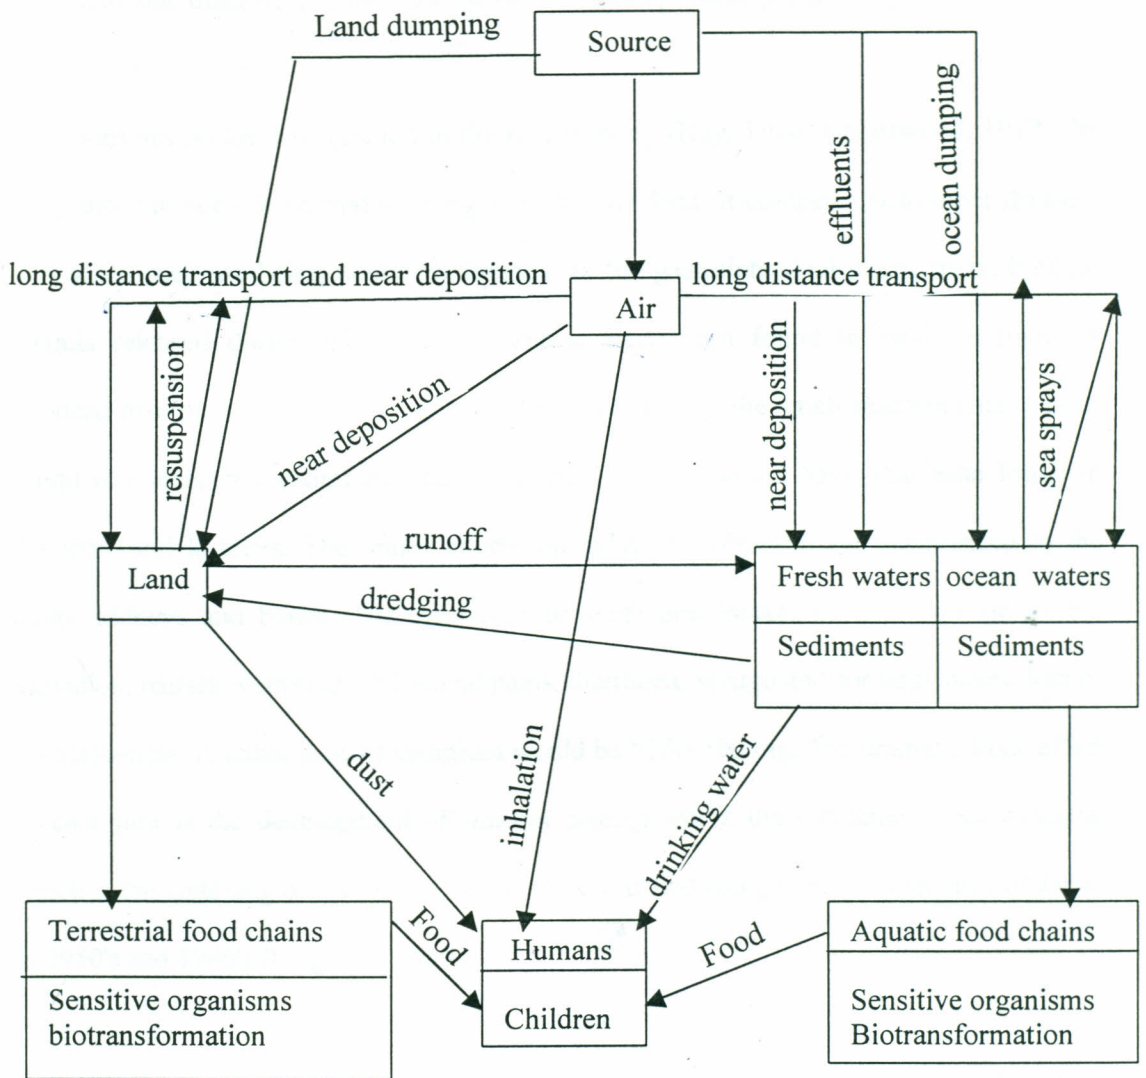 Land dumping
Source
effluents
ocean dumping
long distance transport and near deposition
long distance transport
Air
resuspension
near deposition
near deposition
sea sprays
runoff
Land
Fresh waters
ocean waters
dredging
Sediments
Sediments
dust
inhalation
drinking water
Terrestrial food chains
Food
Humans
Food
Aquatic food chains
Sensitive organisms
biotransformation
Children
Sensitive organisms
Biotransformation